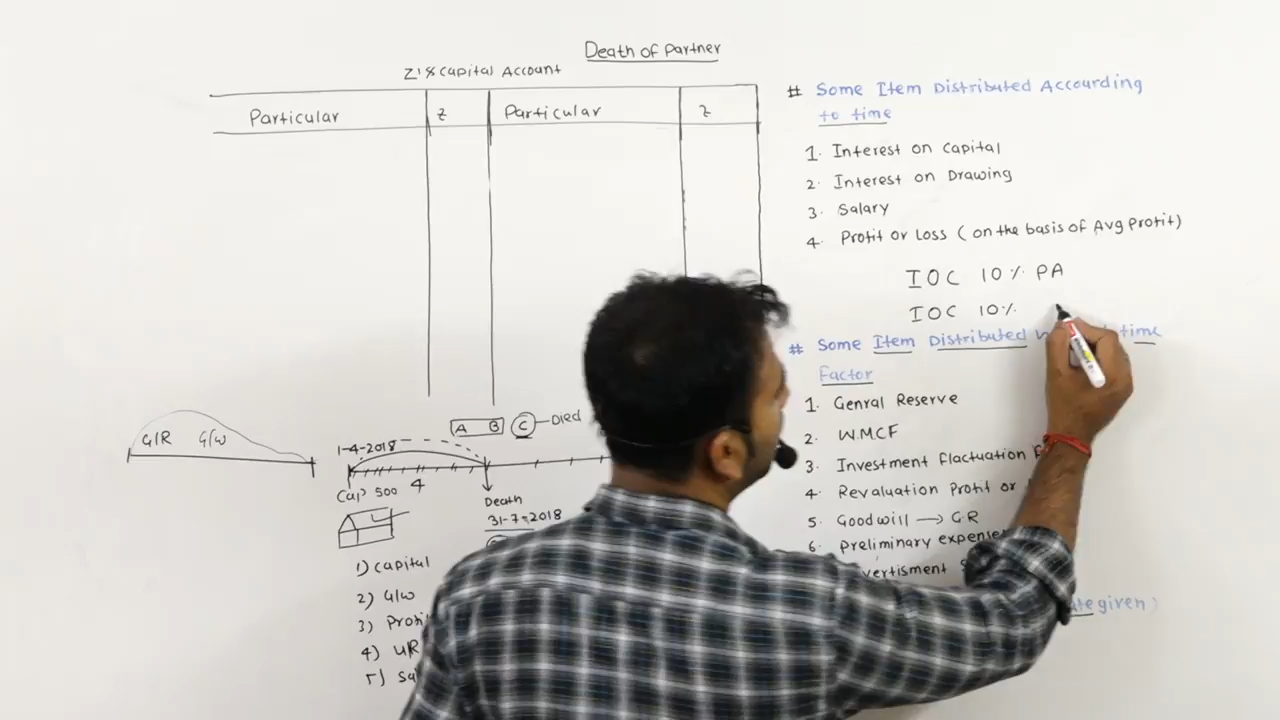 Death of Partner
Z's Capital Account
Particular
z
Particular
z
G/R G/W
A B
C
Died
1-4-2018
Cap 500
4
Death
31-7-2018
1) capital
2) G/W
3) Profi
4) UR
5) sa
# Some Item Distributed Accourding
to time
1. Interest on Capital
2. Interest on Drawing
3. Salary
4. Profit or Loss ( on the basis of Avg Profit)
IOC 10% PA
IOC 10%
# Some Item Distributed time
Factor
1. Genral Reserve
2. W.M.C.F
3. Investment Flactuation F
4. Revaluation Profit or
5. Goodwill → G.R
6. Preliminary expense
vertisment S
given)